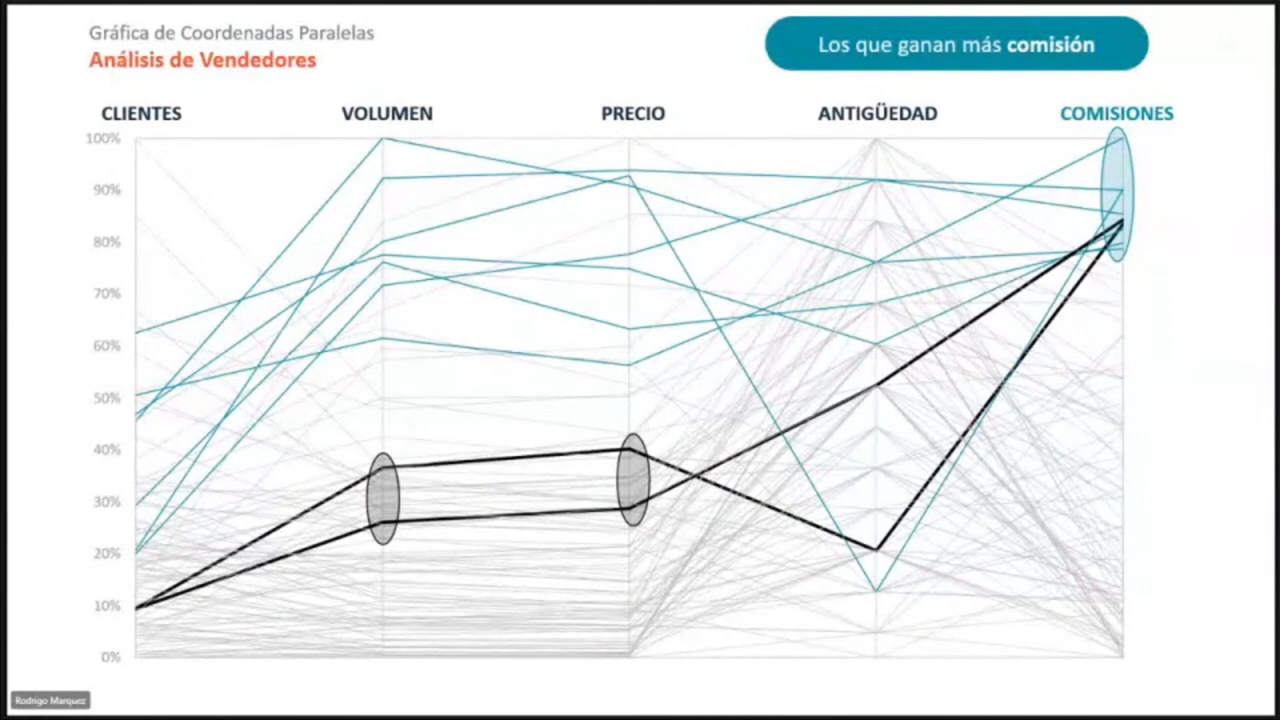 Gráfica de Coordenadas Paralelas
Análisis de Vendedores
Los que ganan más comisión
CLIENTES VOLUMEN PRECIO ANTIGÜEDAD COMISIONES
100%
90%
80%
70%
60%
50%
40%
30%
20%
10%
0%
Rodrigo Marquez